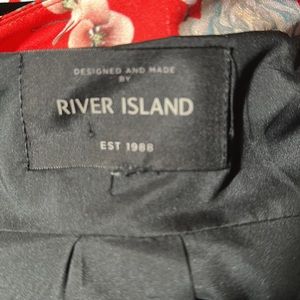 DESIGNED AND MADE
BY
RIVER ISLAND
EST 1988